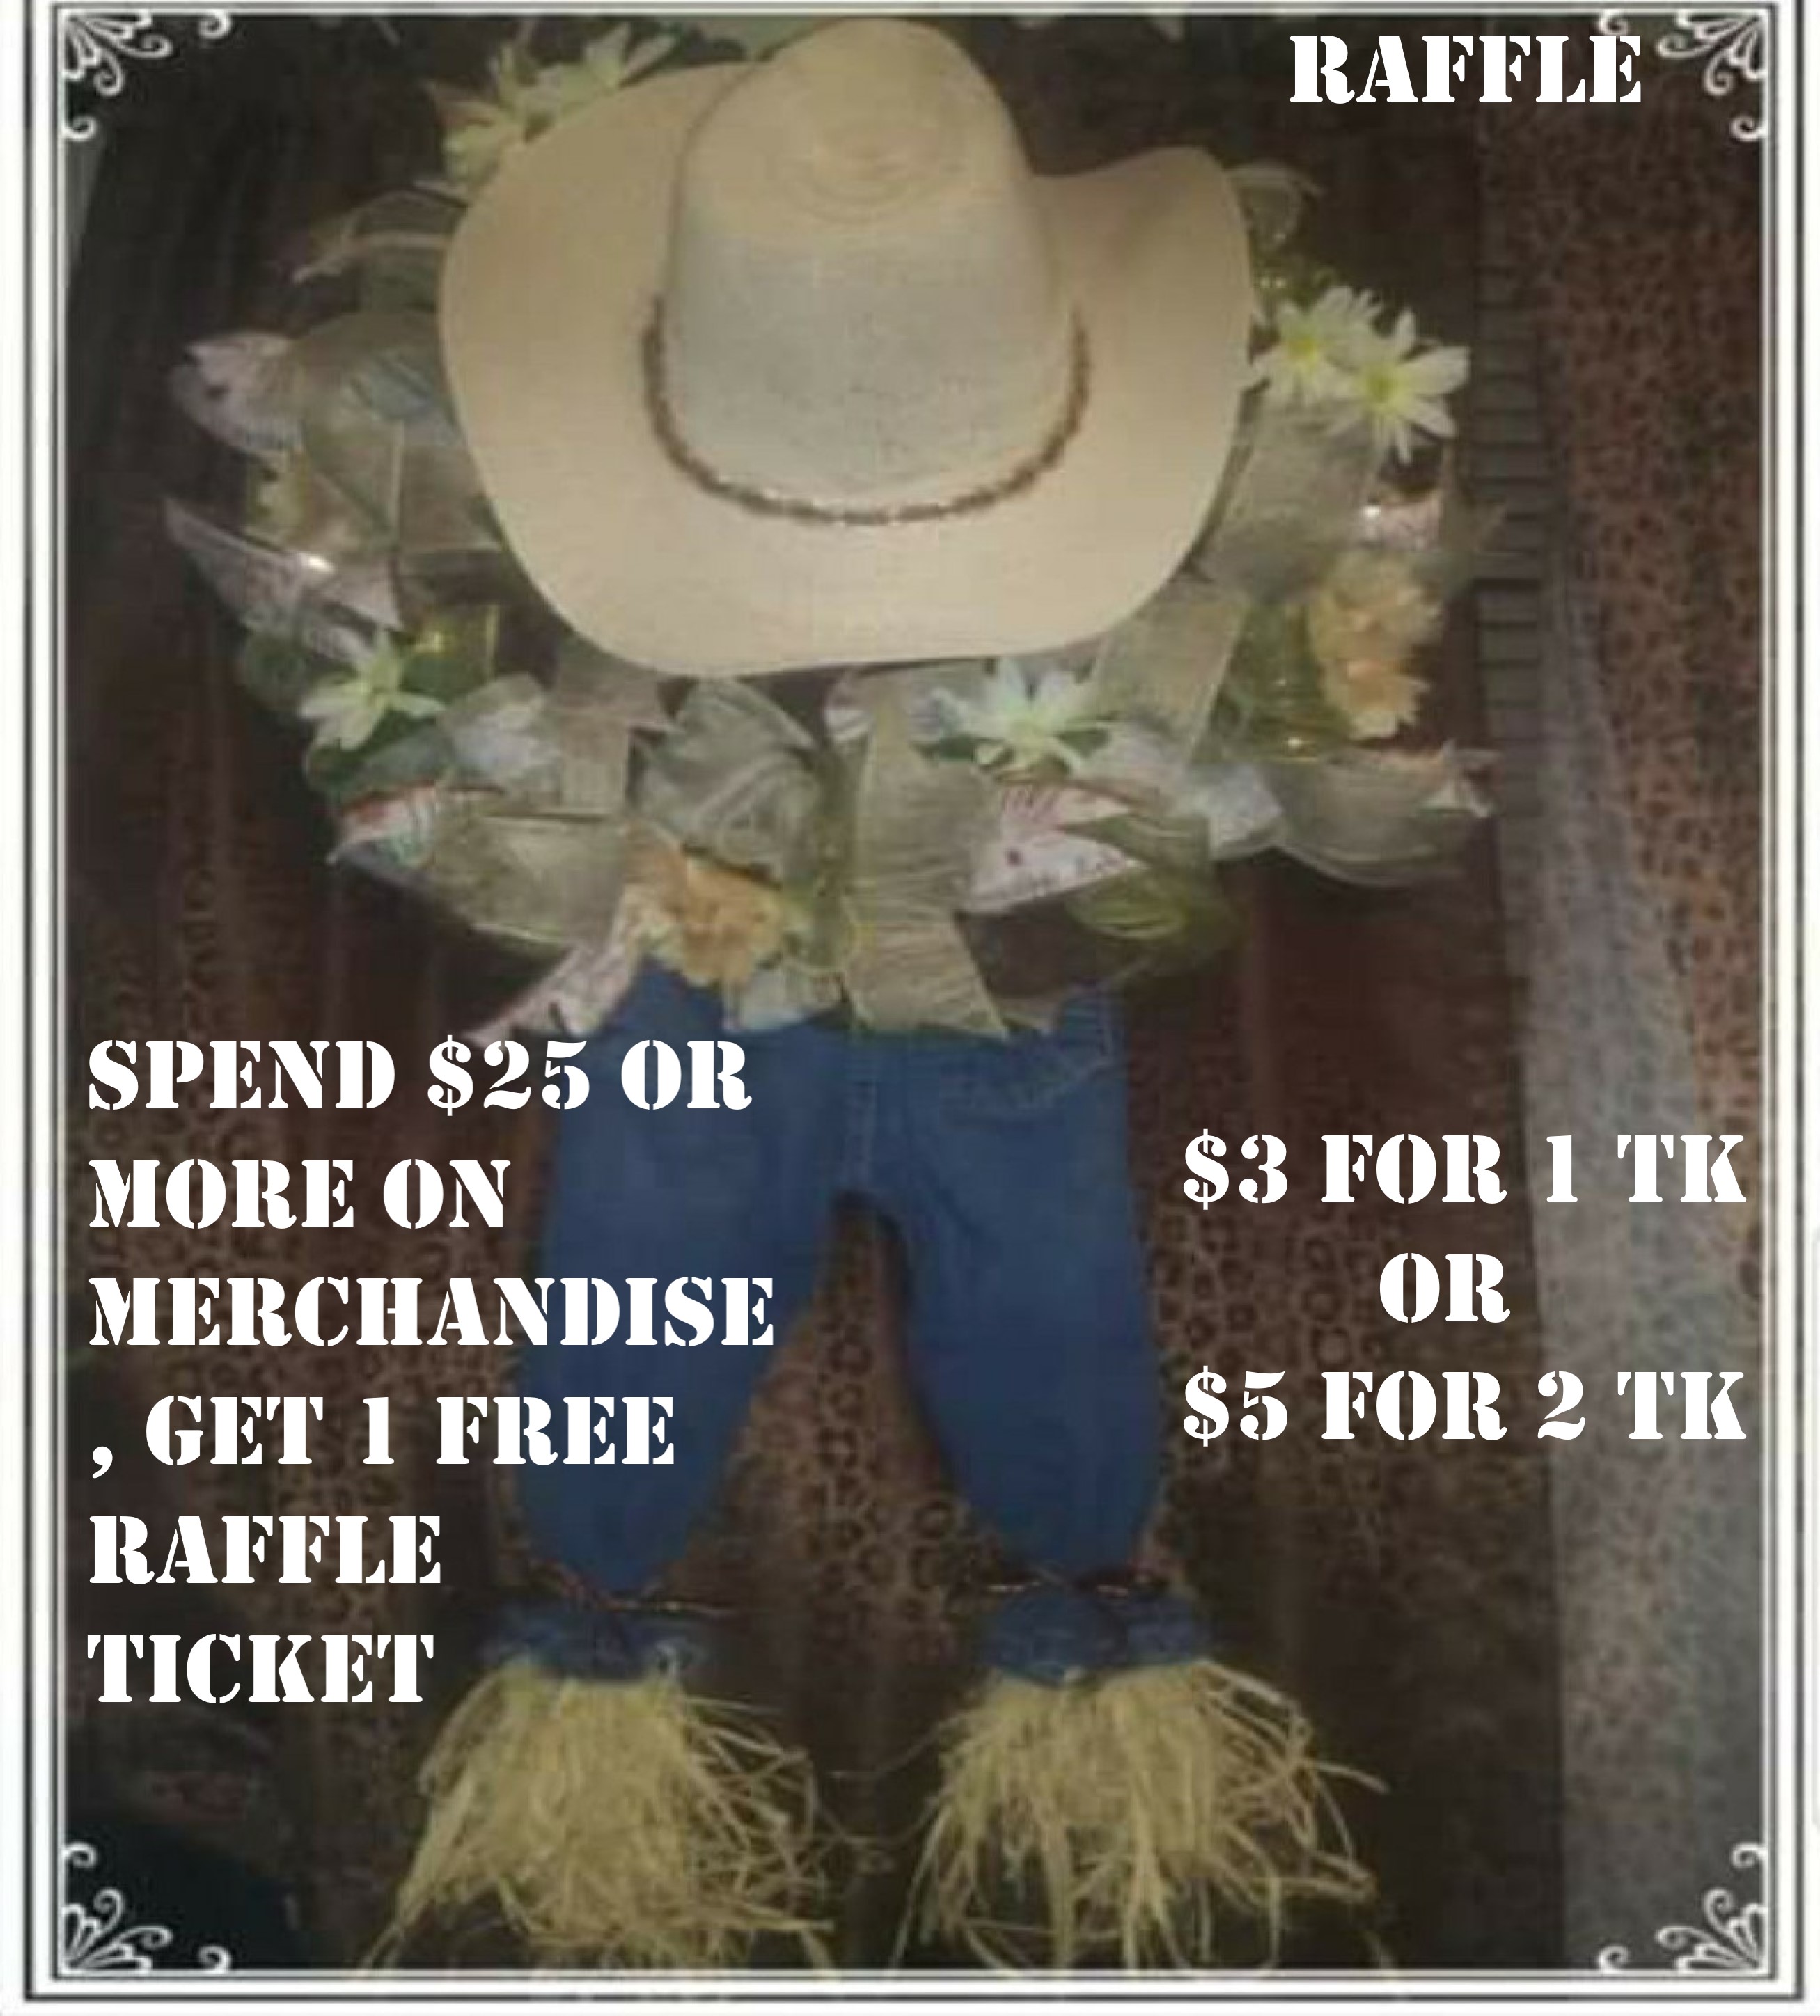 RAFFLE
SPEND $25 OR
MORE ON
MERCHANDISE
, GET 1 FREE
RAFFLE
TICKET
$3 FOR 1 TK
OR
$5 FOR 2 TK